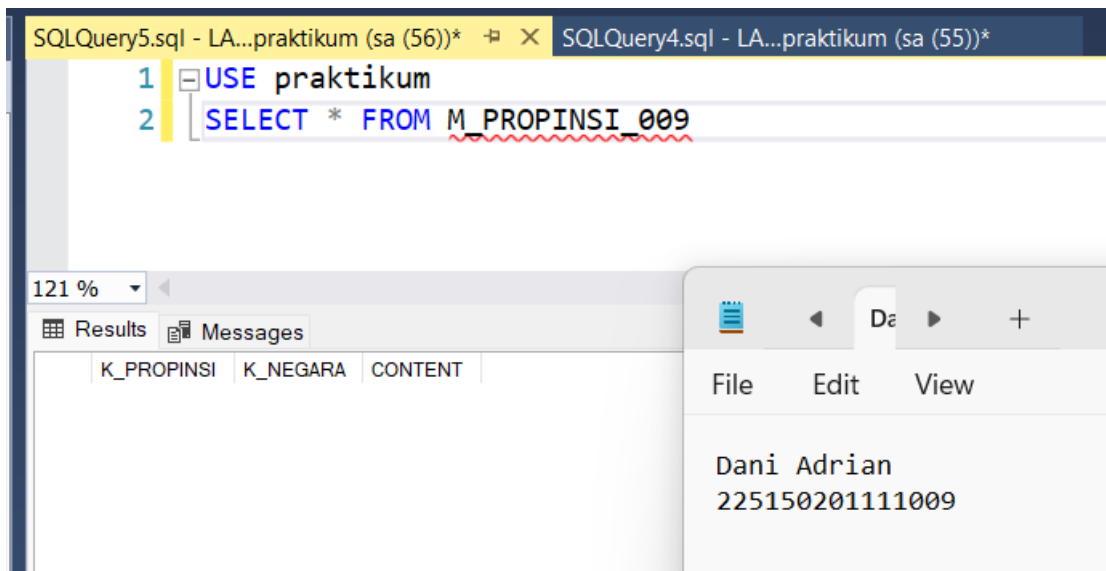 SQLQuery5.sql - LA...praktikum (sa (56))* SQLQuery4.sql - LA...praktikum (sa (55))*
1 USE praktikum
2 SELECT * FROM M_PROPINSI_009
121 %
Results Messages
K_PROPINSI K_NEGARA CONTENT
Da
File Edit View
Dani Adrian
225150201111009